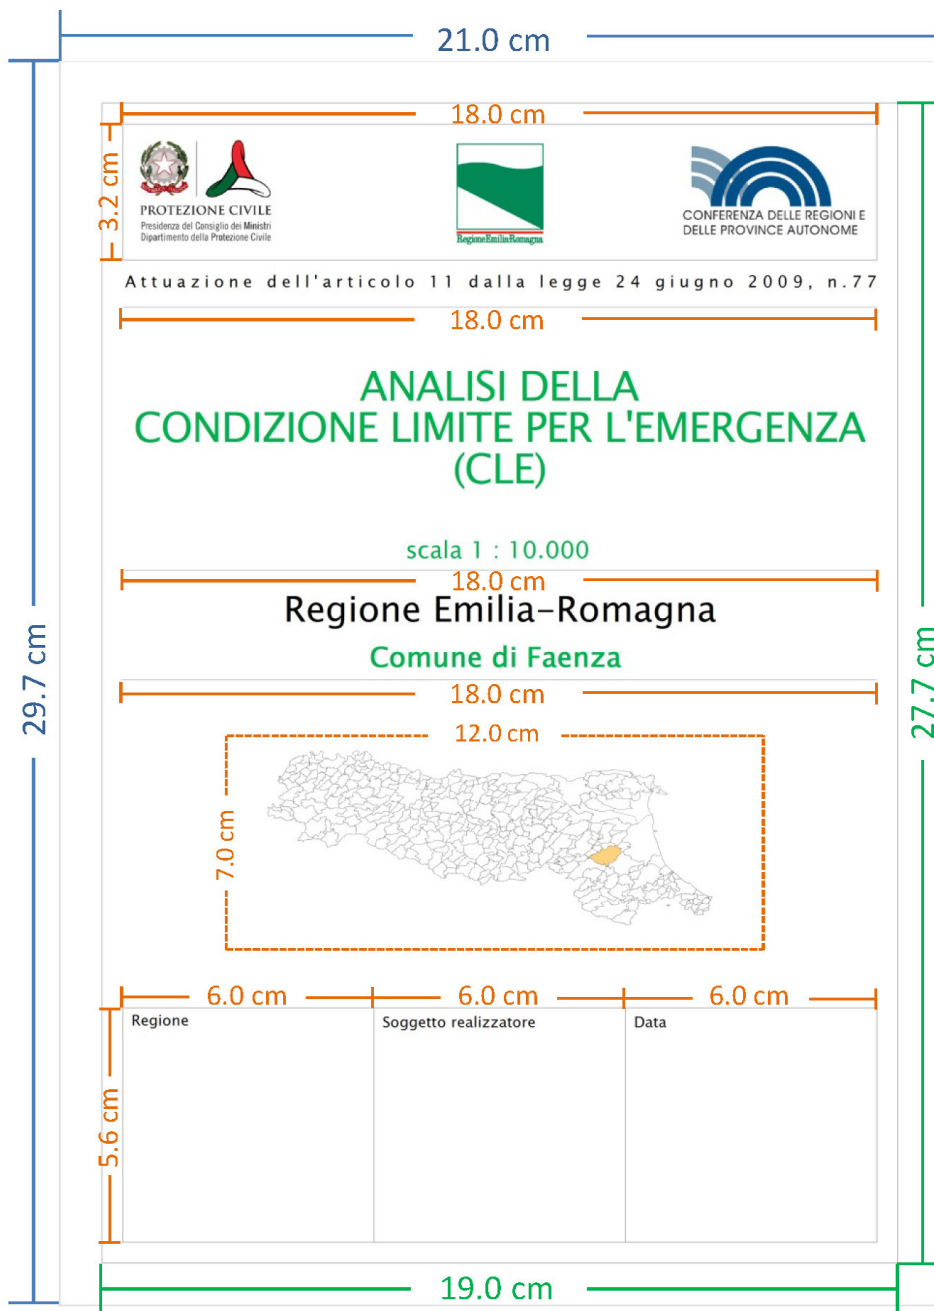 21.0 cm
18.0 cm
3.2 cm
PROTEZIONE CIVILE
Presidenza del Consiglio dei Ministri
Dipartimento della Protezione Civile
RegioneEmiliaRomagna
CONFERENZA DELLE REGIONI E
DELLE PROVINCE AUTONOME
Attuazione dell'articolo 11 dalla legge 24 giugno 2009, n.77
18.0 cm
ANALISI DELLA
CONDIZIONE LIMITE PER L'EMERGENZA
(CLE)
scala 1 : 10.000
18.0 cm
Regione Emilia-Romagna
Comune di Faenza
29.7 cm
27.7 cm
18.0 cm
12.0 cm
7.0 cm
6.0 cm 6.0 cm 6.0 cm
Regione Soggetto realizzatore Data
5.6 cm
19.0 cm